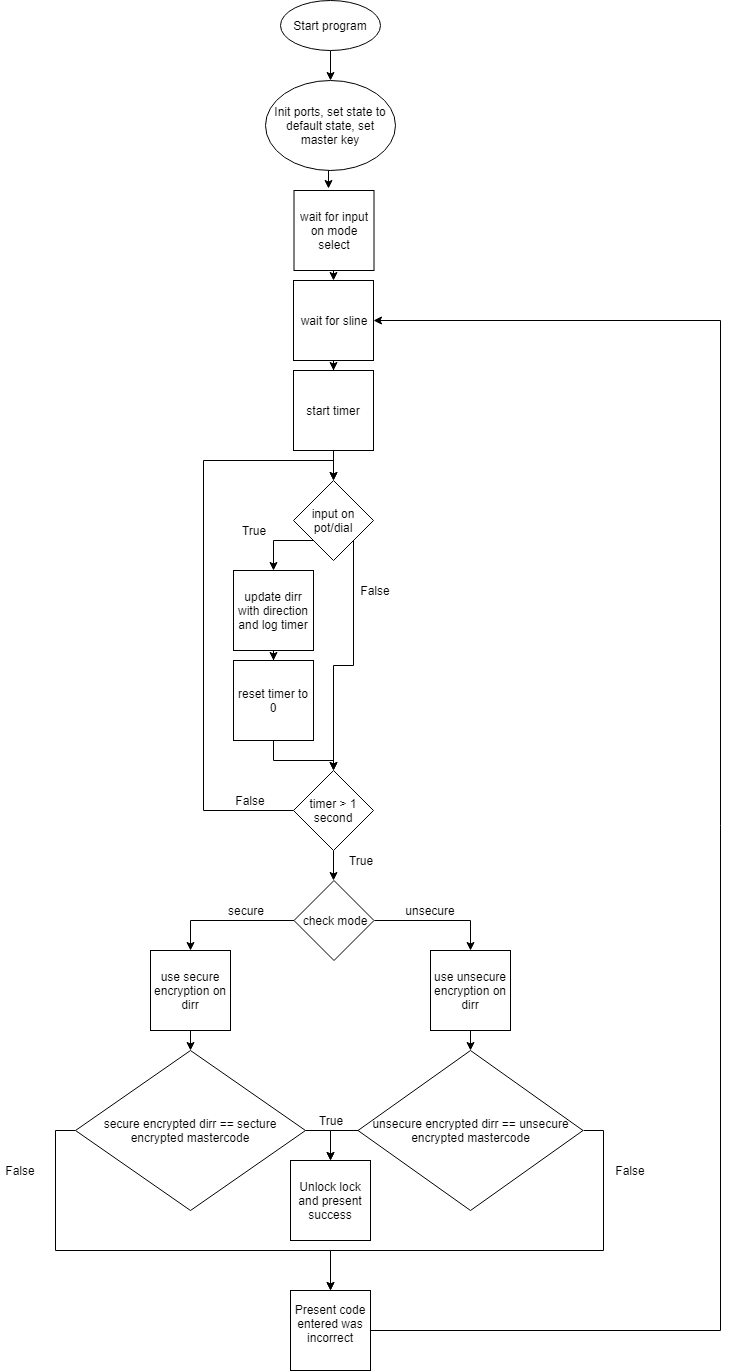 Start program
Init ports, set state to
default state, set
master key
wait for input
on mode
select
wait for sline
start timer
input on
pot/dial
True
False
update dirr
with direction
and log timer
reset timer to
0
timer > 1
second
False
True
check mode
secure
unsecure
use secure
encryption on
dirr
use unsecure
encryption on
dirr
secure encrypted dirr == secture
encrypted mastercode
True
unsecure encrypted dirr == unsecure
encrypted mastercode
False
False
Unlock lock
and present
success
Present code
entered was
incorrect